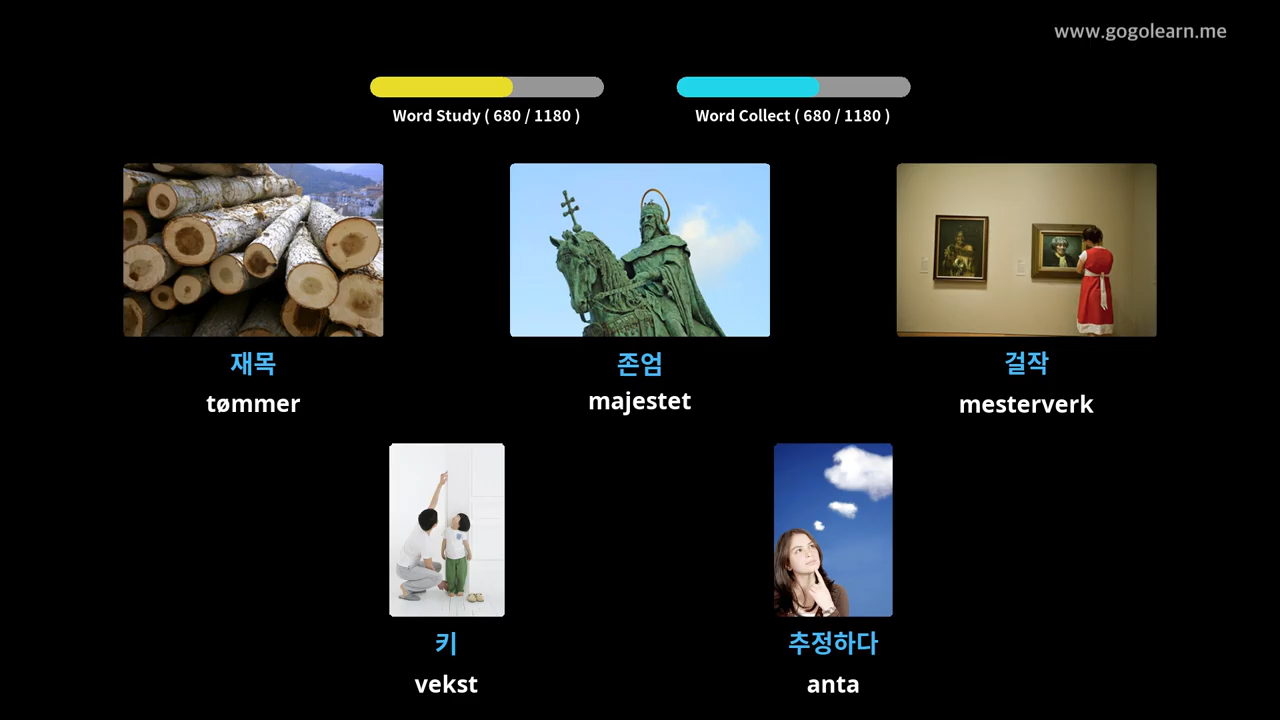 www.gogolearn.me
Word Study ( 680 / 1180 )
Word Collect ( 680 / 1180 )
재목
tømmer
존엄
majestet
걸작
mesterverk
키
vekst
추정하다
anta